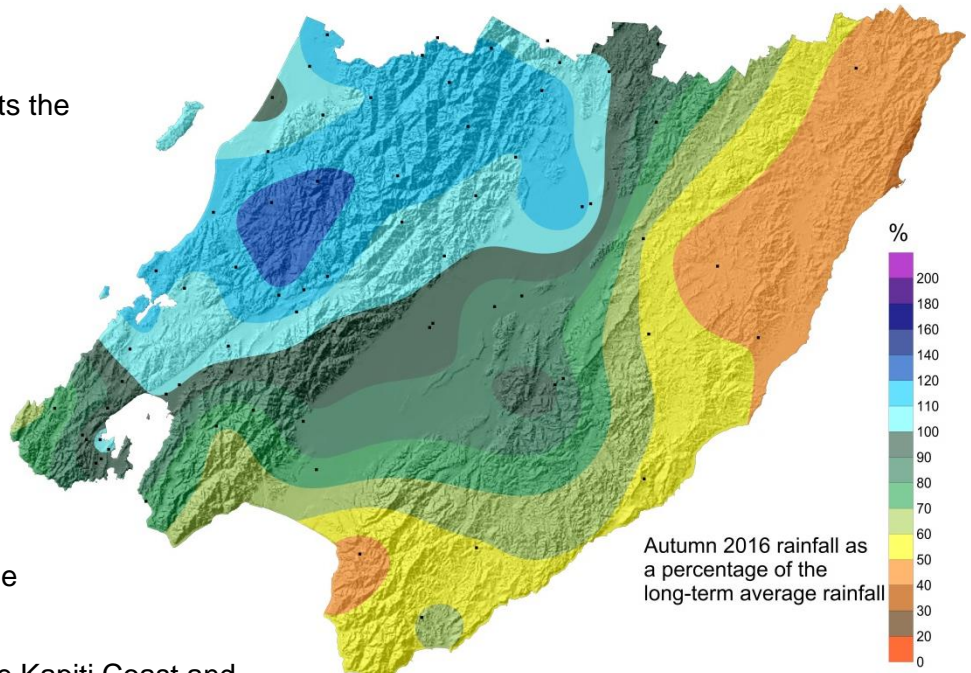 ts the
e
e Kapiti Coast and
Autumn 2016 rainfall as
a percentage of the
long-term average rainfall
%
200
180
160
140
120
110
100
90
80
70
60
50
40
30
20
0